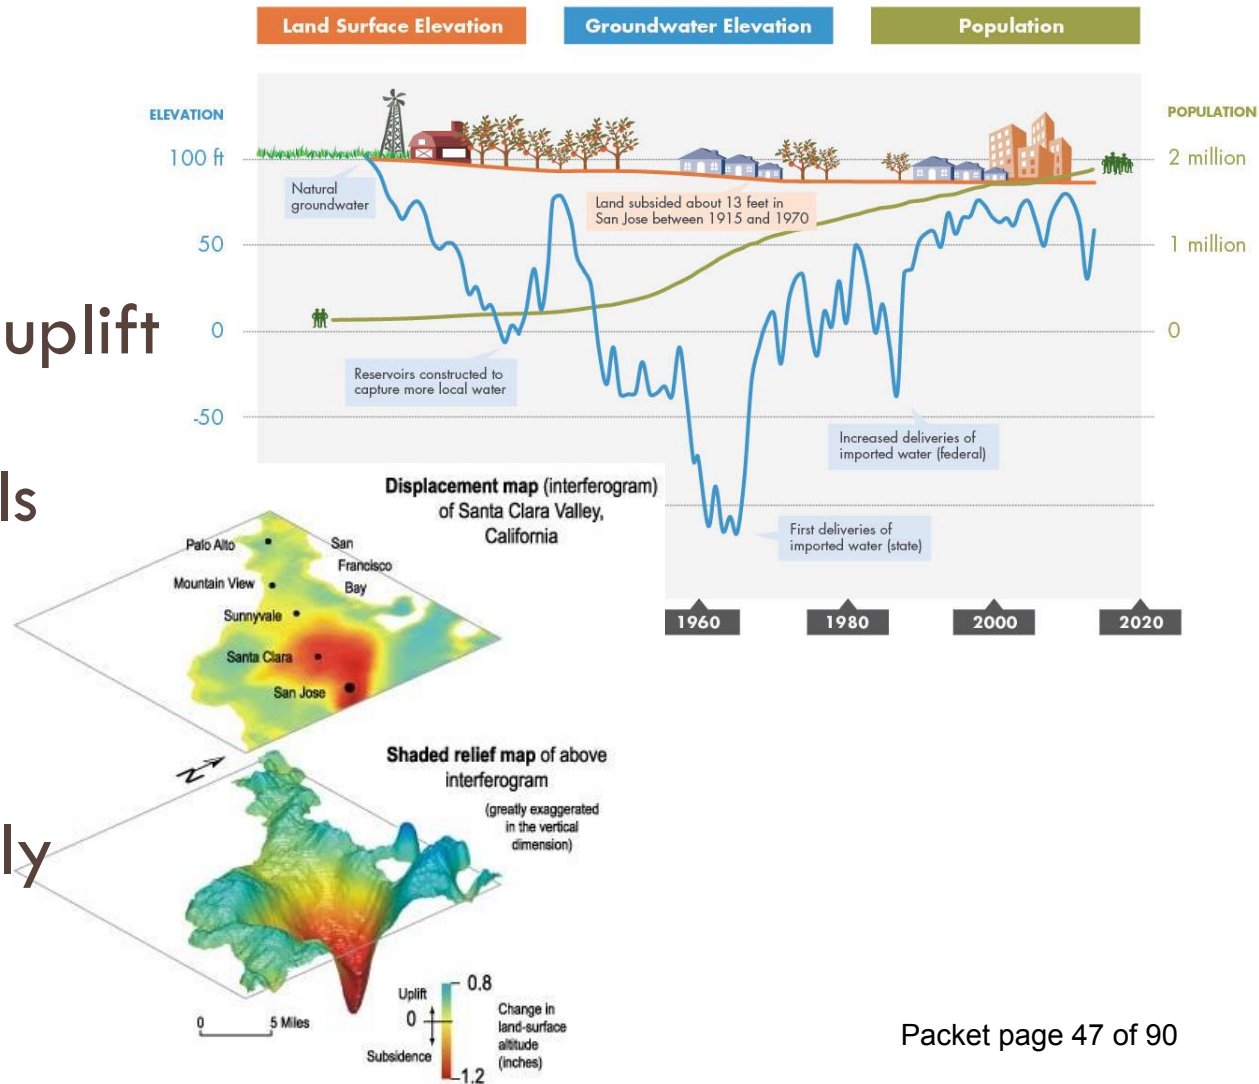 Land Surface Elevation
Groundwater Elevation
Population
ELEVATION
POPULATION
100 ft
2 million
Natural
groundwater
Land subsided about 13 feet in
San Jose between 1915 and 1970
50
1 million
uplift
0
0
Reservoirs constructed to
capture more local water
-50
Increased deliveries of
imported water (federal)
ls
First deliveries of
imported water (state)
1960
1980
2000
2020
Displacement map (interferogram)
of Santa Clara Valley,
California
Palo Alto
San
Francisco
Bay
Mountain View
Sunnyvale
Santa Clara
San Jose
N
Shaded relief map of above
interferogram
(greatly exaggerated
in the vertical
dimension)
ly
Uplift
0
Subsidence
0.8
-1.2
Change in
land-surface
altitude
(inches)
0 5 Miles
Packet page 47 of 90